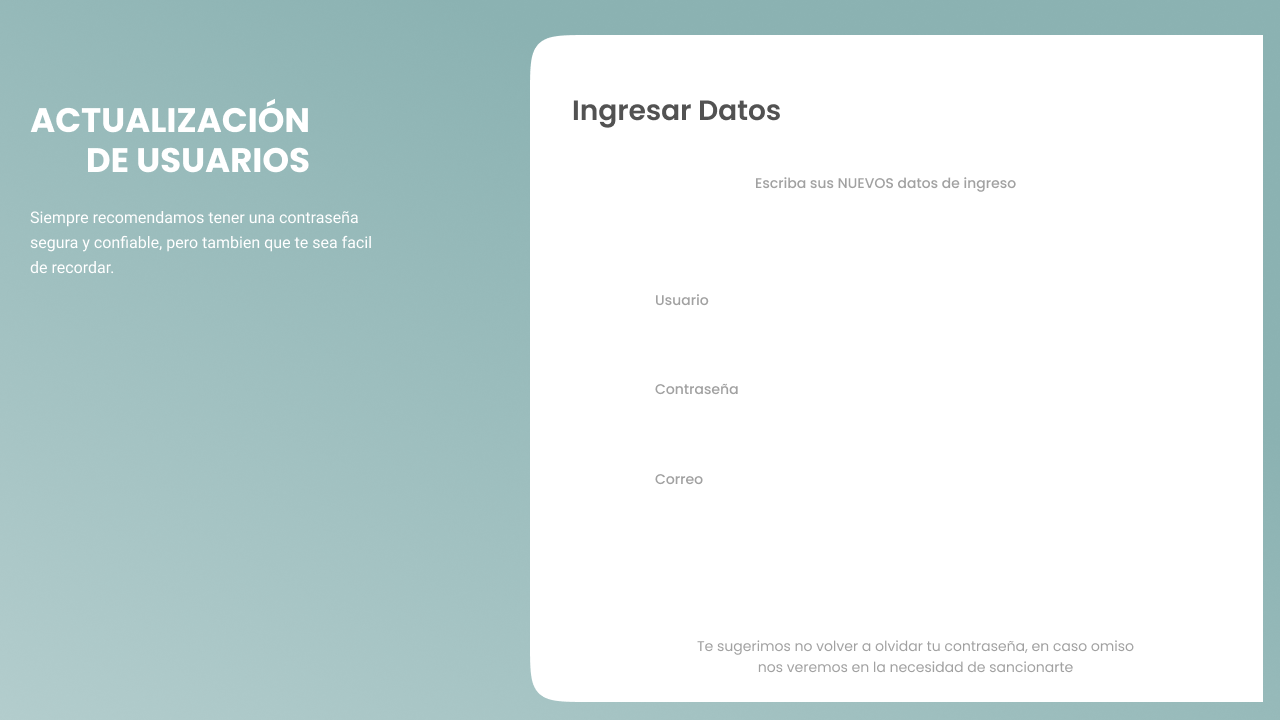 ACTUALIZACIÓN
DE USUARIOS
Siempre recomendamos tener una contraseña
segura y confiable, pero tambien que te sea facil
de recordar.
Ingresar Datos
Escriba sus NUEVOS datos de ingreso
Usuario
Contraseña
Correo
Te sugerimos no volver a olvidar tu contraseña, en caso omiso
nos veremos en la necesidad de sancionarte